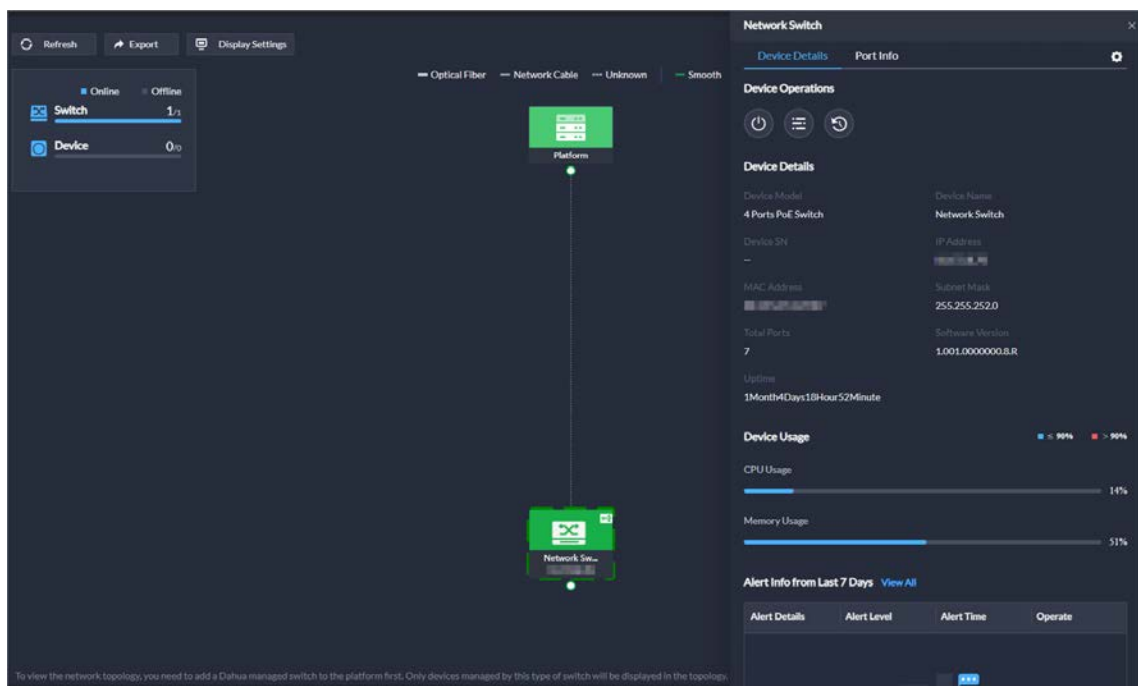 Refresh Export Display Settings
Optical Fiber Network Cable Unknown Smooth
Online Offline
Switch 1/1
Device 0/0
Platform
Network Sw...
To view the network topology, you need to add a Dahua managed switch to the platform first. Only devices managed by this type of switch will be displayed in the topology.
Network Switch ×
Device Details Port Info
Device Operations
Device Details
Device Model Device Name
4 Ports PoE Switch Network Switch
Device SN IP Address
--
MAC Address Subnet Mask
255.255.252.0
Total Ports Software Version
7 1.001.0000000.8.R
Uptime
1Month4Days18Hour52Minute
Device Usage ≤ 90% > 90%
CPU Usage
14%
Memory Usage
51%
Alert Info from Last 7 Days View All
Alert Details Alert Level Alert Time Operate